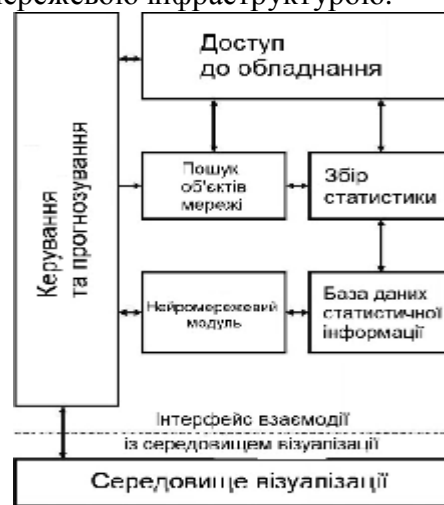 мережевою інфраструктурою.
Доступ
до обладнання
Керування
та прогнозування
Пошук
об'єктів
мережі
Збір
статистики
Нейромережевий
модуль
База даних
статистичної
інформації
Інтерфейс взаємодії
із середовищем візуалізації
Середовище візуалізації